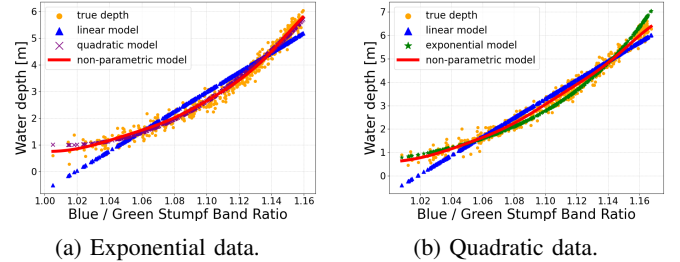 true depth
linear model
quadratic model
non-parametric model
Water depth [m]
6
5
4
3
2
1
0
1.00 1.02 1.04 1.06 1.08 1.10 1.12 1.14 1.16
Blue / Green Stumpf Band Ratio
(a) Exponential data.
true depth
linear model
exponential model
non-parametric model
Water depth [m]
7
6
5
4
3
2
1
0
1.02 1.04 1.06 1.08 1.10 1.12 1.14 1.16
Blue / Green Stumpf Band Ratio
(b) Quadratic data.